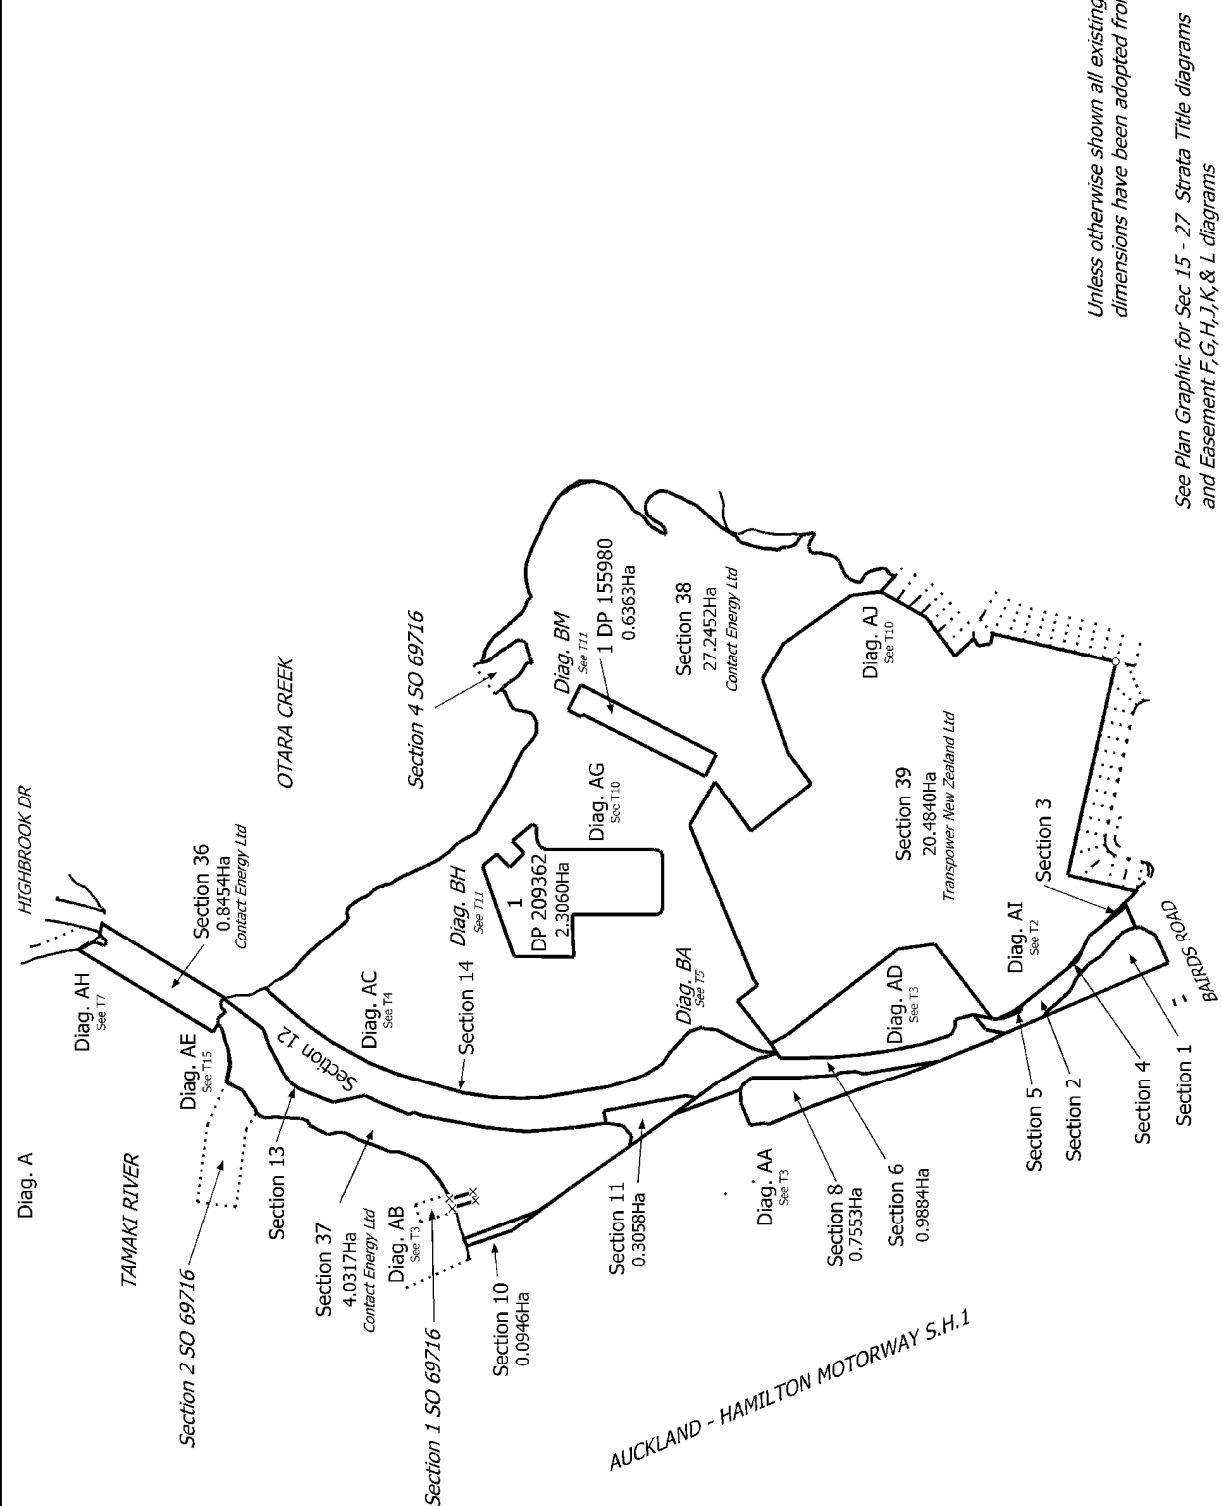 Diag. A
TAMAKI RIVER
HIGHBROOK DR
OTARA CREEK
Diag. AH
See T7
Section 36
0.8454Ha
Contact Energy Ltd
Diag. AE
See T15
Section 2 SO 69716
Section 13
Section 12
Section 37
4.0317Ha
Contact Energy Ltd
Diag. AC
See T4
Diag. AB
See T3
Section 1 SO 69716
Section 4 SO 69716
Section 14
Diag. BH
See T11
1
DP 209362
2.3060Ha
Section 10
0.0946Ha
Diag. BM
See T11
1 DP 155980
0.6363Ha
Diag. AG
See T10
Section 11
0.3058Ha
Diag. BA
See T5
Section 38
27.2452Ha
Contact Energy Ltd
Diag. AA
See T3
Section 8
0.7553Ha
Section 6
0.9884Ha
Diag. AD
See T3
Diag. AJ
See T10
Section 39
20.4840Ha
Transpower New Zealand Ltd
AUCKLAND - HAMILTON MOTORWAY S.H.1
Diag. AI
See T2
Section 3
Section 5
Section 2
Section 4
Section 1
BAIRDS ROAD
Unless otherwise shown all existing
dimensions have been adopted from
See Plan Graphic for Sec 15 - 27 Strata Title diagrams
and Easement F,G,H,J,K,& L diagrams